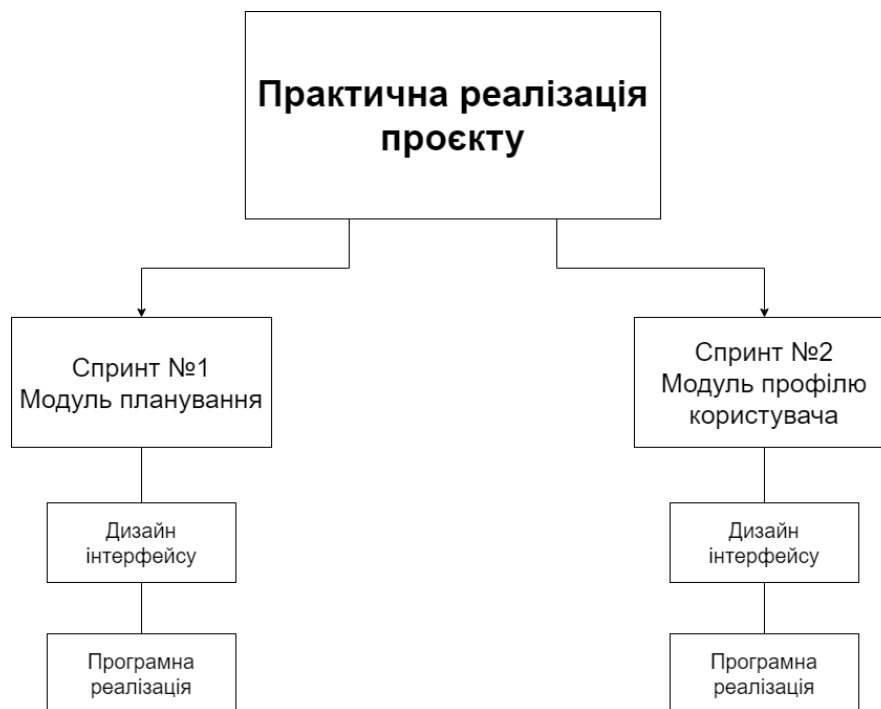 Практична реалізація
проєкту
Спринт №1
Модуль планування
Спринт №2
Модуль профілю
користувача
Дизайн
інтерфейсу
Дизайн
інтерфейсу
Програмна
реалізація
Програмна
реалізація